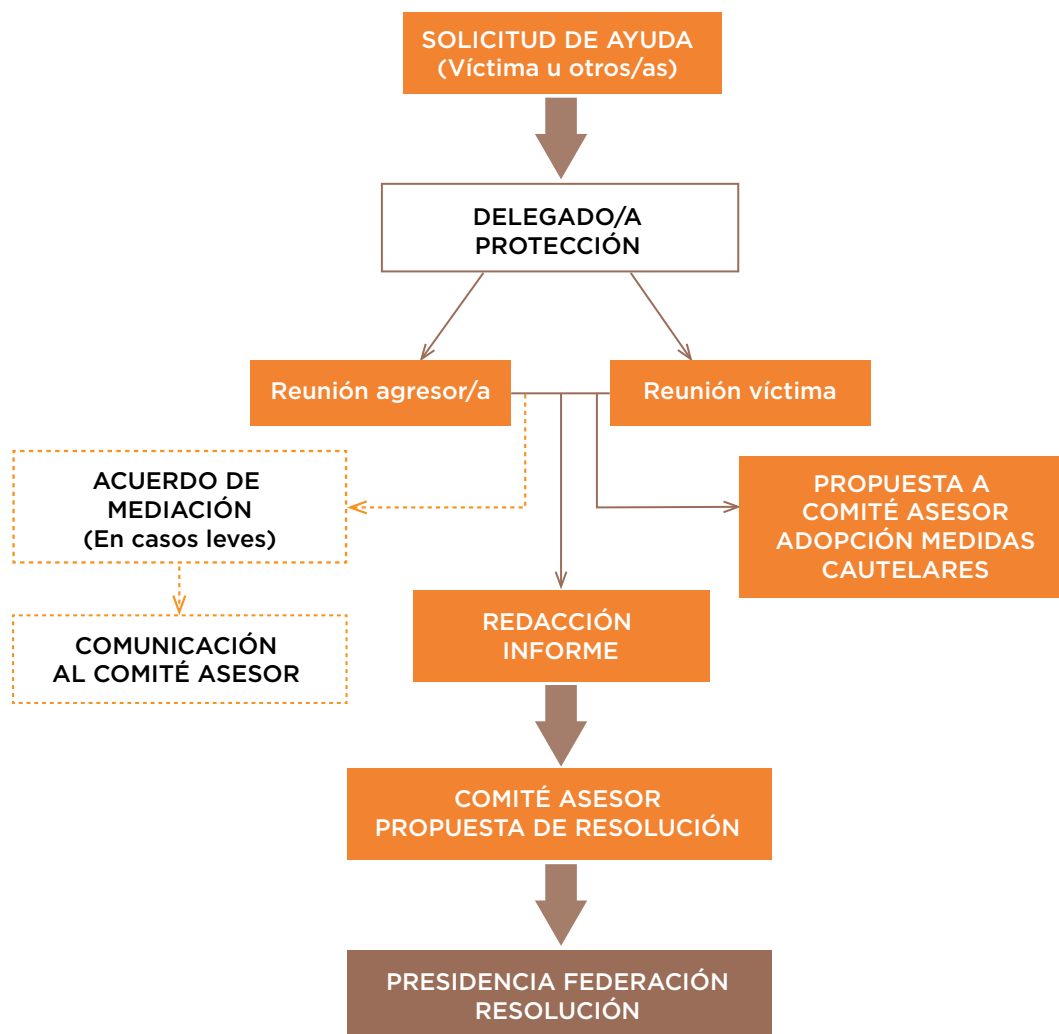 SOLICITUD DE AYUDA
(Víctima u otros/as)
DELEGADO/A
PROTECCIÓN
Reunión agresor/a
Reunión víctima
ACUERDO DE
MEDIACIÓN
(En casos leves)
PROPUESTA A
COMITÉ ASESOR
ADOPCIÓN MEDIDAS
CAUTELARES
COMUNICACIÓN
AL COMITÉ ASESOR
REDACCIÓN
INFORME
COMITÉ ASESOR
PROPUESTA DE RESOLUCIÓN
PRESIDENCIA FEDERACIÓN
RESOLUCIÓN